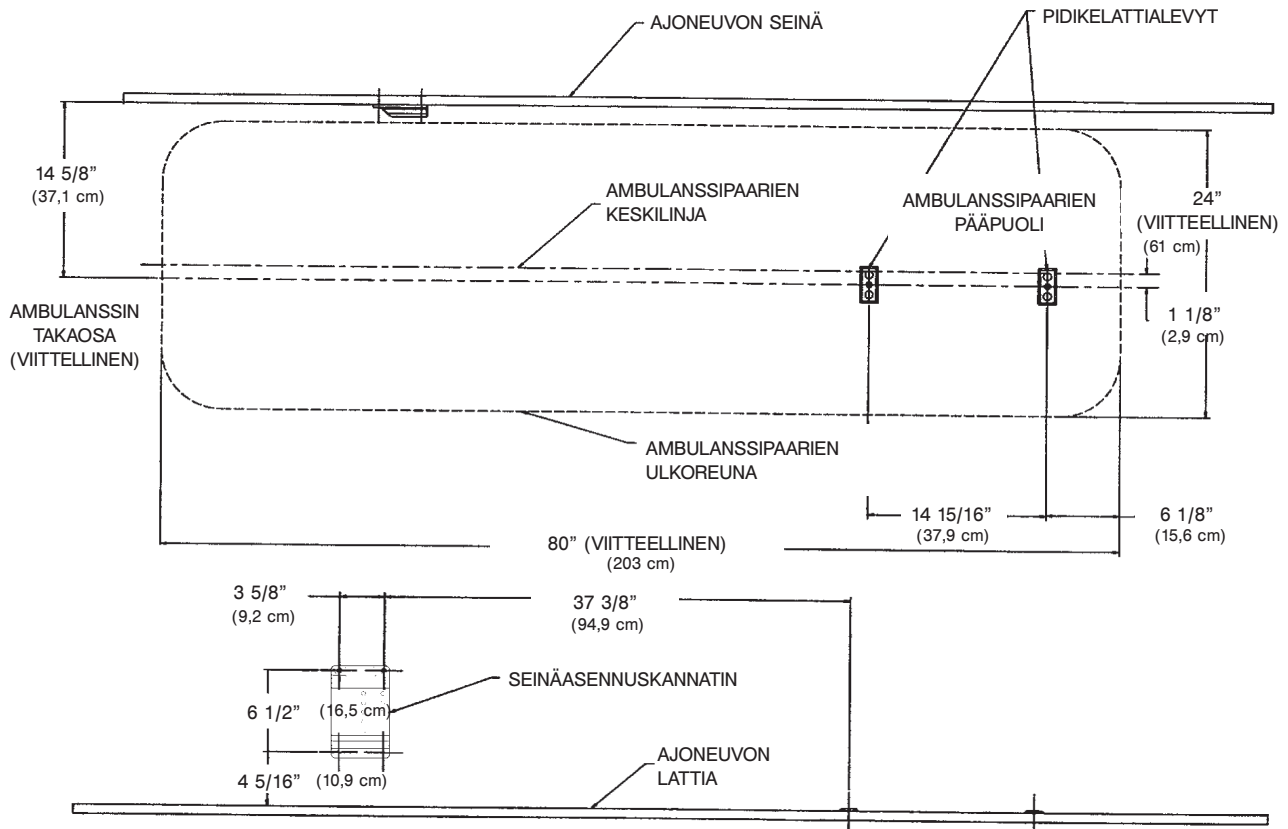 AJONEUVON SEINÄ
PIDIKELATTIALEVYT
14 5/8”
(37,1 cm)
AMBULANSSIPAARIEN
KESKILINJA
AMBULANSSIPAARIEN
PÄÄPUOLI
24”
(VIITTEELLINEN)
(61 cm)
AMBULANSSIN
TAKAOSA
(VIITTELLINEN)
1 1/8”
(2,9 cm)
AMBULANSSIPAARIEN
ULKOREUNA
14 15/16”
(37,9 cm)
6 1/8”
(15,6 cm)
80” (VIITTEELLINEN)
(203 cm)
3 5/8”
(9,2 cm)
37 3/8”
(94,9 cm)
SEINÄASENNUSKANNATIN
6 1/2” (16,5 cm)
4 5/16” (10,9 cm)
AJONEUVON
LATTIA